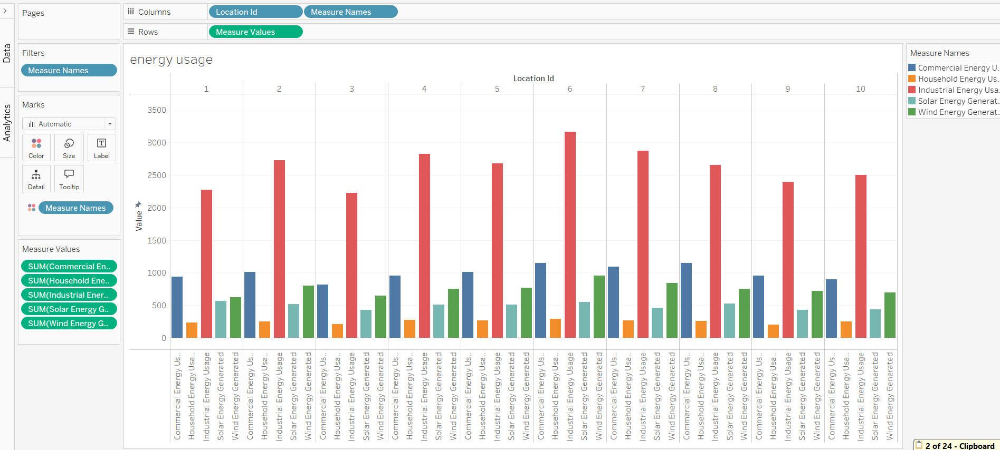 Pages
Columns
Location Id
Measure Names
Rows
Measure Values
Data
Analytics
Filters
Measure Names
Marks
Automatic
Color
Size
Label
Detail
Tooltip
Measure Names
Measure Values
SUM(Commercial En..
SUM(Household Ene..
SUM(Industrial Ener..
SUM(Solar Energy G..
SUM(Wind Energy G..
energy usage
Location Id
1 2 3 4 5 6 7 8 9 10
3500
3000
2500
2000
1500
1000
500
0
Value
Commercial Energy Us..
Household Energy Usa..
Industrial Energy Usage
Solar Energy Generated
Wind Energy Generated
Commercial Energy Us..
Household Energy Usa..
Industrial Energy Usage
Solar Energy Generated
Wind Energy Generated
Commercial Energy Us..
Household Energy Usa..
Industrial Energy Usage
Solar Energy Generated
Wind Energy Generated
Commercial Energy Us..
Household Energy Usa..
Industrial Energy Usage
Solar Energy Generated
Wind Energy Generated
Commercial Energy Us..
Household Energy Usa..
Industrial Energy Usage
Solar Energy Generated
Wind Energy Generated
Commercial Energy Us..
Household Energy Usa..
Industrial Energy Usage
Solar Energy Generated
Wind Energy Generated
Commercial Energy Us..
Household Energy Usa..
Industrial Energy Usage
Solar Energy Generated
Wind Energy Generated
Commercial Energy Us..
Household Energy Usa..
Industrial Energy Usage
Solar Energy Generated
Wind Energy Generated
Commercial Energy Us..
Household Energy Usa..
Industrial Energy Usage
Solar Energy Generated
Wind Energy Generated
Commercial Energy Us..
Household Energy Usa..
Industrial Energy Usage
Solar Energy Generated
Wind Energy Generated
Measure Names
Commercial Energy U.
Household Energy Us.
Industrial Energy Usa.
Solar Energy Generat.
Wind Energy Generat.
2 of 24 - Clipboard